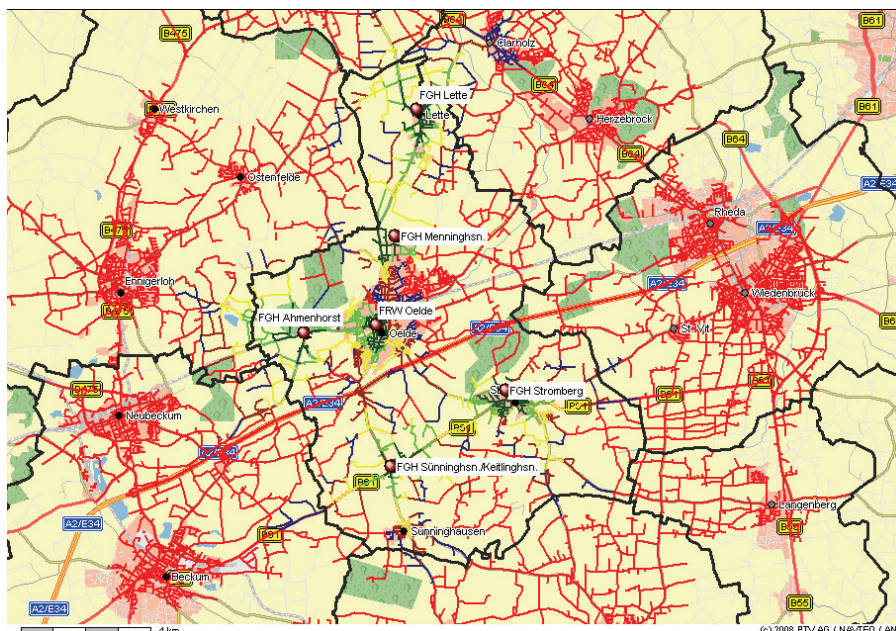 B64
B475
Clarholz
B61
Westkirchen
FGH Lette
Lette
B64
Herzebrock
B61
B64
B64
Ostenfelde
A2/E34
Rheda
B475
FGH Menninghsn.
Ennigerloh
A2/E34
Wiedenbrück
FGH Ahmenhorst
FRW Oelde
Oelde
St. Vit
B475
B61
FGH Stromberg
A2/E34
B61
Neubeckum
B61
FGH Sünninghsn./Keitlinghsn.
B61
A2/E34
Langenberg
B55
B61
Sünninghausen
Beckum
A2/E34
B55
4 km
(c) 2008 PTV AG / NAVTEQ / AN